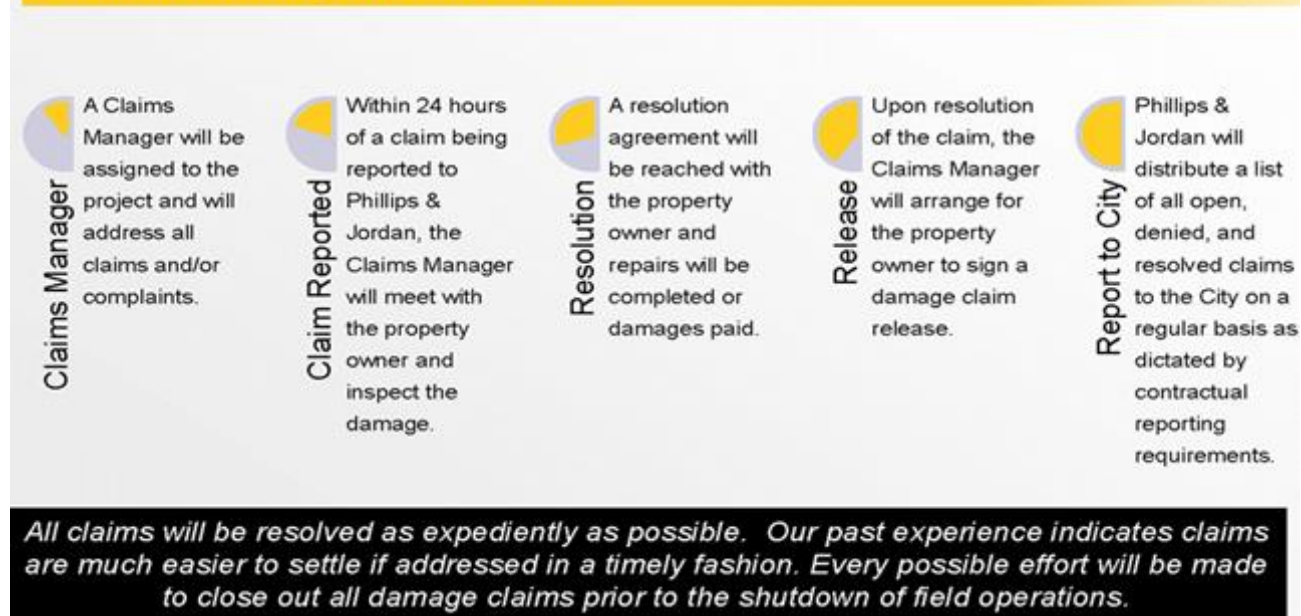 Claims Manager
A Claims
Manager will be
assigned to the
project and will
address all
claims and/or
complaints.
Claim Reported
Within 24 hours
of a claim being
reported to
Phillips &
Jordan, the
Claims Manager
will meet with
the property
owner and
inspect the
damage.
Resolution
A resolution
agreement will
be reached with
the property
owner and
repairs will be
completed or
damages paid.
Release
Upon resolution
of the claim, the
Claims Manager
will arrange for
the property
owner to sign a
damage claim
release.
Report to City
Phillips &
Jordan will
distribute a list
of all open,
denied, and
resolved claims
to the City on a
regular basis as
dictated by
contractual
reporting
requirements.
All claims will be resolved as expediently as possible.  Our past experience indicates claims
are much easier to settle if addressed in a timely fashion. Every possible effort will be made
to close out all damage claims prior to the shutdown of field operations.